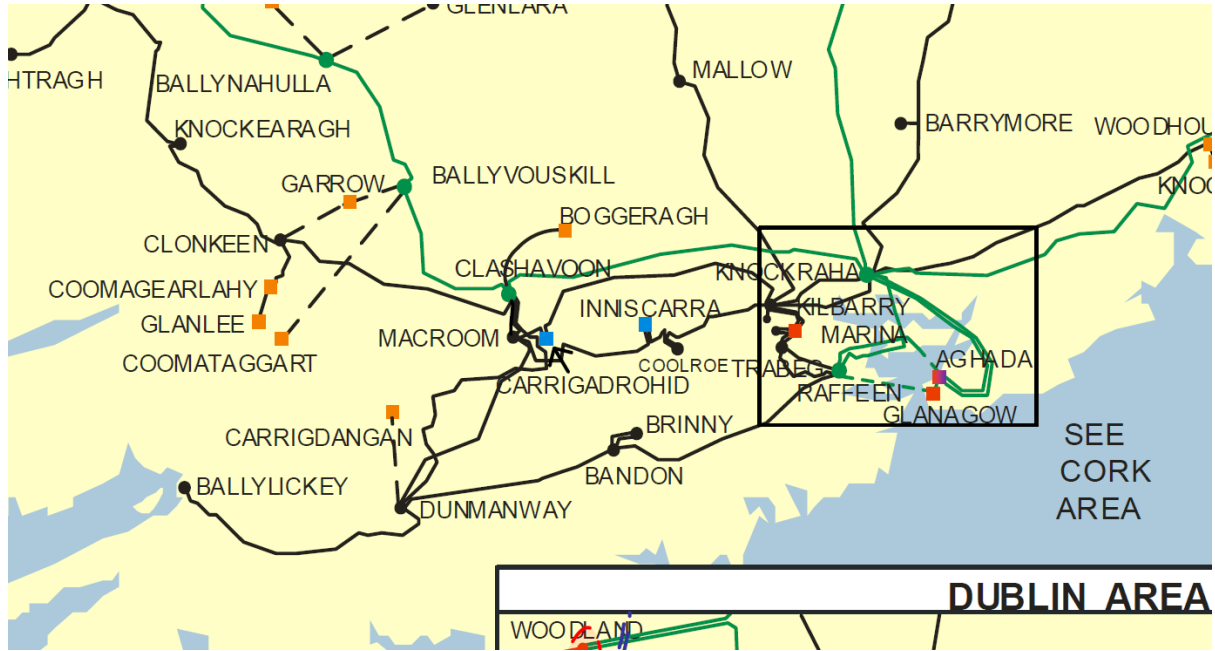 GLENLARA
HTRAGH
BALLYNAHULLA
MALLOW
KNOCKEARAGH
BARRYMORE
WOODHOU
GARROW
BALLYVOUSKILL
KNOC
BOGGERAGH
CLONKEEN
CLASHAVOON
KNOCKRAHA
COOMAGEARLAHY
INNISCARRA
KILBARRY
GLANLEE
MACROOM
MARINA
COOMATAGGART
COOLROE
TRABEG
AGHADA
CARRIGADROHID
RAFFEEN
GLANAGOW
CARRIGDANGAN
BRINNY
SEE
CORK
AREA
BANDON
BALLYLICKEY
DUNMANWAY
DUBLIN AREA
WOODLAND